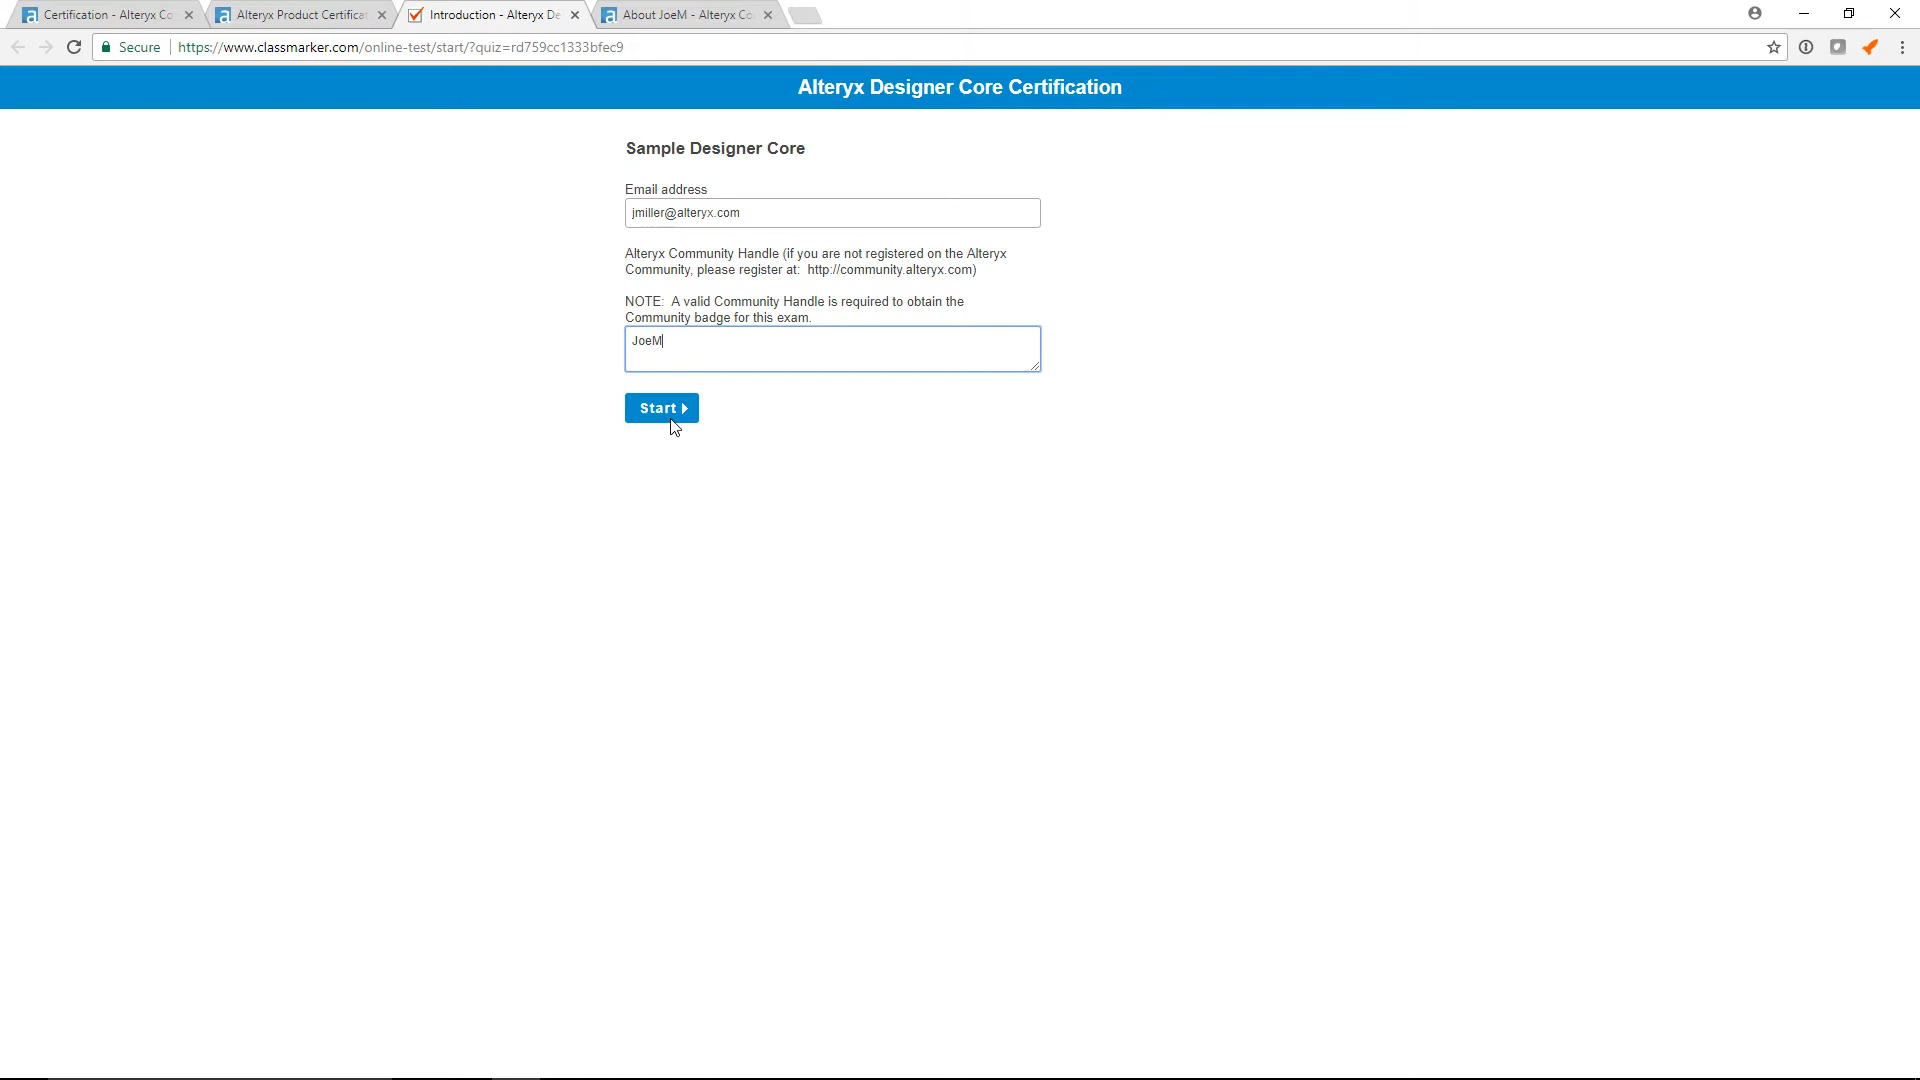 Certification - Alteryx Co
Alteryx Product Certificat
Introduction - Alteryx De
About JoeM - Alteryx Co
Secure
https://www.classmarker.com/online-test/start/?quiz=rd759cc1333bfec9
Alteryx Designer Core Certification
Sample Designer Core
Email address
jmiller@alteryx.com
Alteryx Community Handle (if you are not registered on the Alteryx
Community, please register at:  http://community.alteryx.com)
NOTE:  A valid Community Handle is required to obtain the
Community badge for this exam.
JoeM
Start